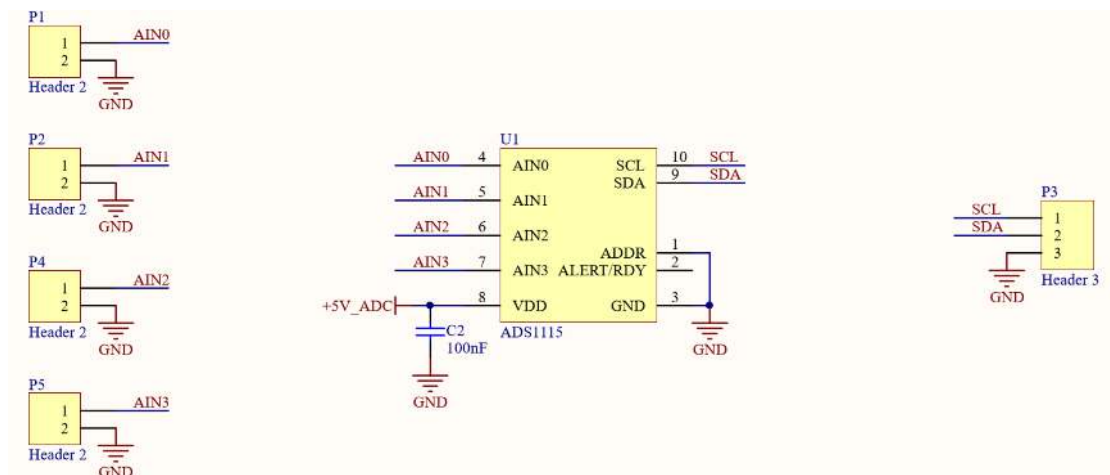 P1
1 AIN0
2
Header 2
GND
P2
1 AIN1
2
Header 2
GND
P4
1 AIN2
2
Header 2
GND
P5
1 AIN3
2
Header 2
GND
U1
AIN0 4 AIN0 SCL 10 SCL
SDA 9 SDA
AIN1 5 AIN1
AIN2 6 AIN2
ADDR 1
AIN3 7 AIN3 ALERT/RDY 2
+5V_ADC 8 VDD GND 3
ADS1115
C2
100nF
GND
GND
P3
SCL 1
SDA 2
3
Header 3
GND